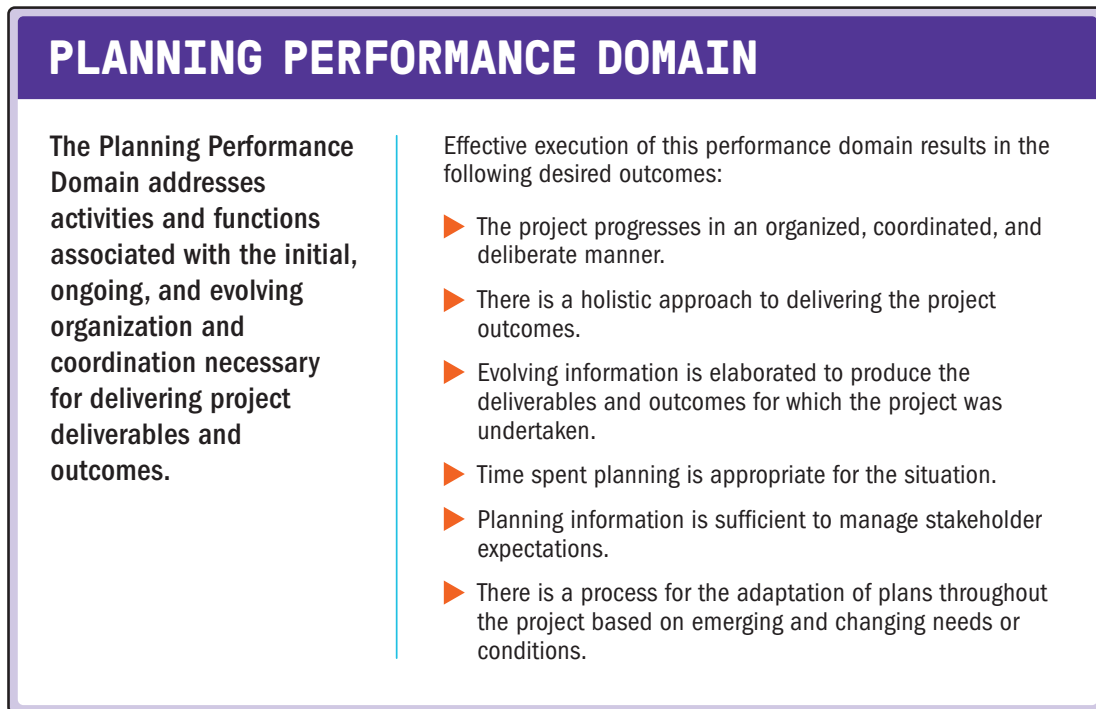 PLANNING PERFORMANCE DOMAIN
The Planning Performance
Domain addresses
activities and functions
associated with the initial,
ongoing, and evolving
organization and
coordination necessary
for delivering project
deliverables and
outcomes.
Effective execution of this performance domain results in the
following desired outcomes:
The project progresses in an organized, coordinated, and
deliberate manner.
There is a holistic approach to delivering the project
outcomes.
Evolving information is elaborated to produce the
deliverables and outcomes for which the project was
undertaken.
Time spent planning is appropriate for the situation.
Planning information is sufficient to manage stakeholder
expectations.
There is a process for the adaptation of plans throughout
the project based on emerging and changing needs or
conditions.